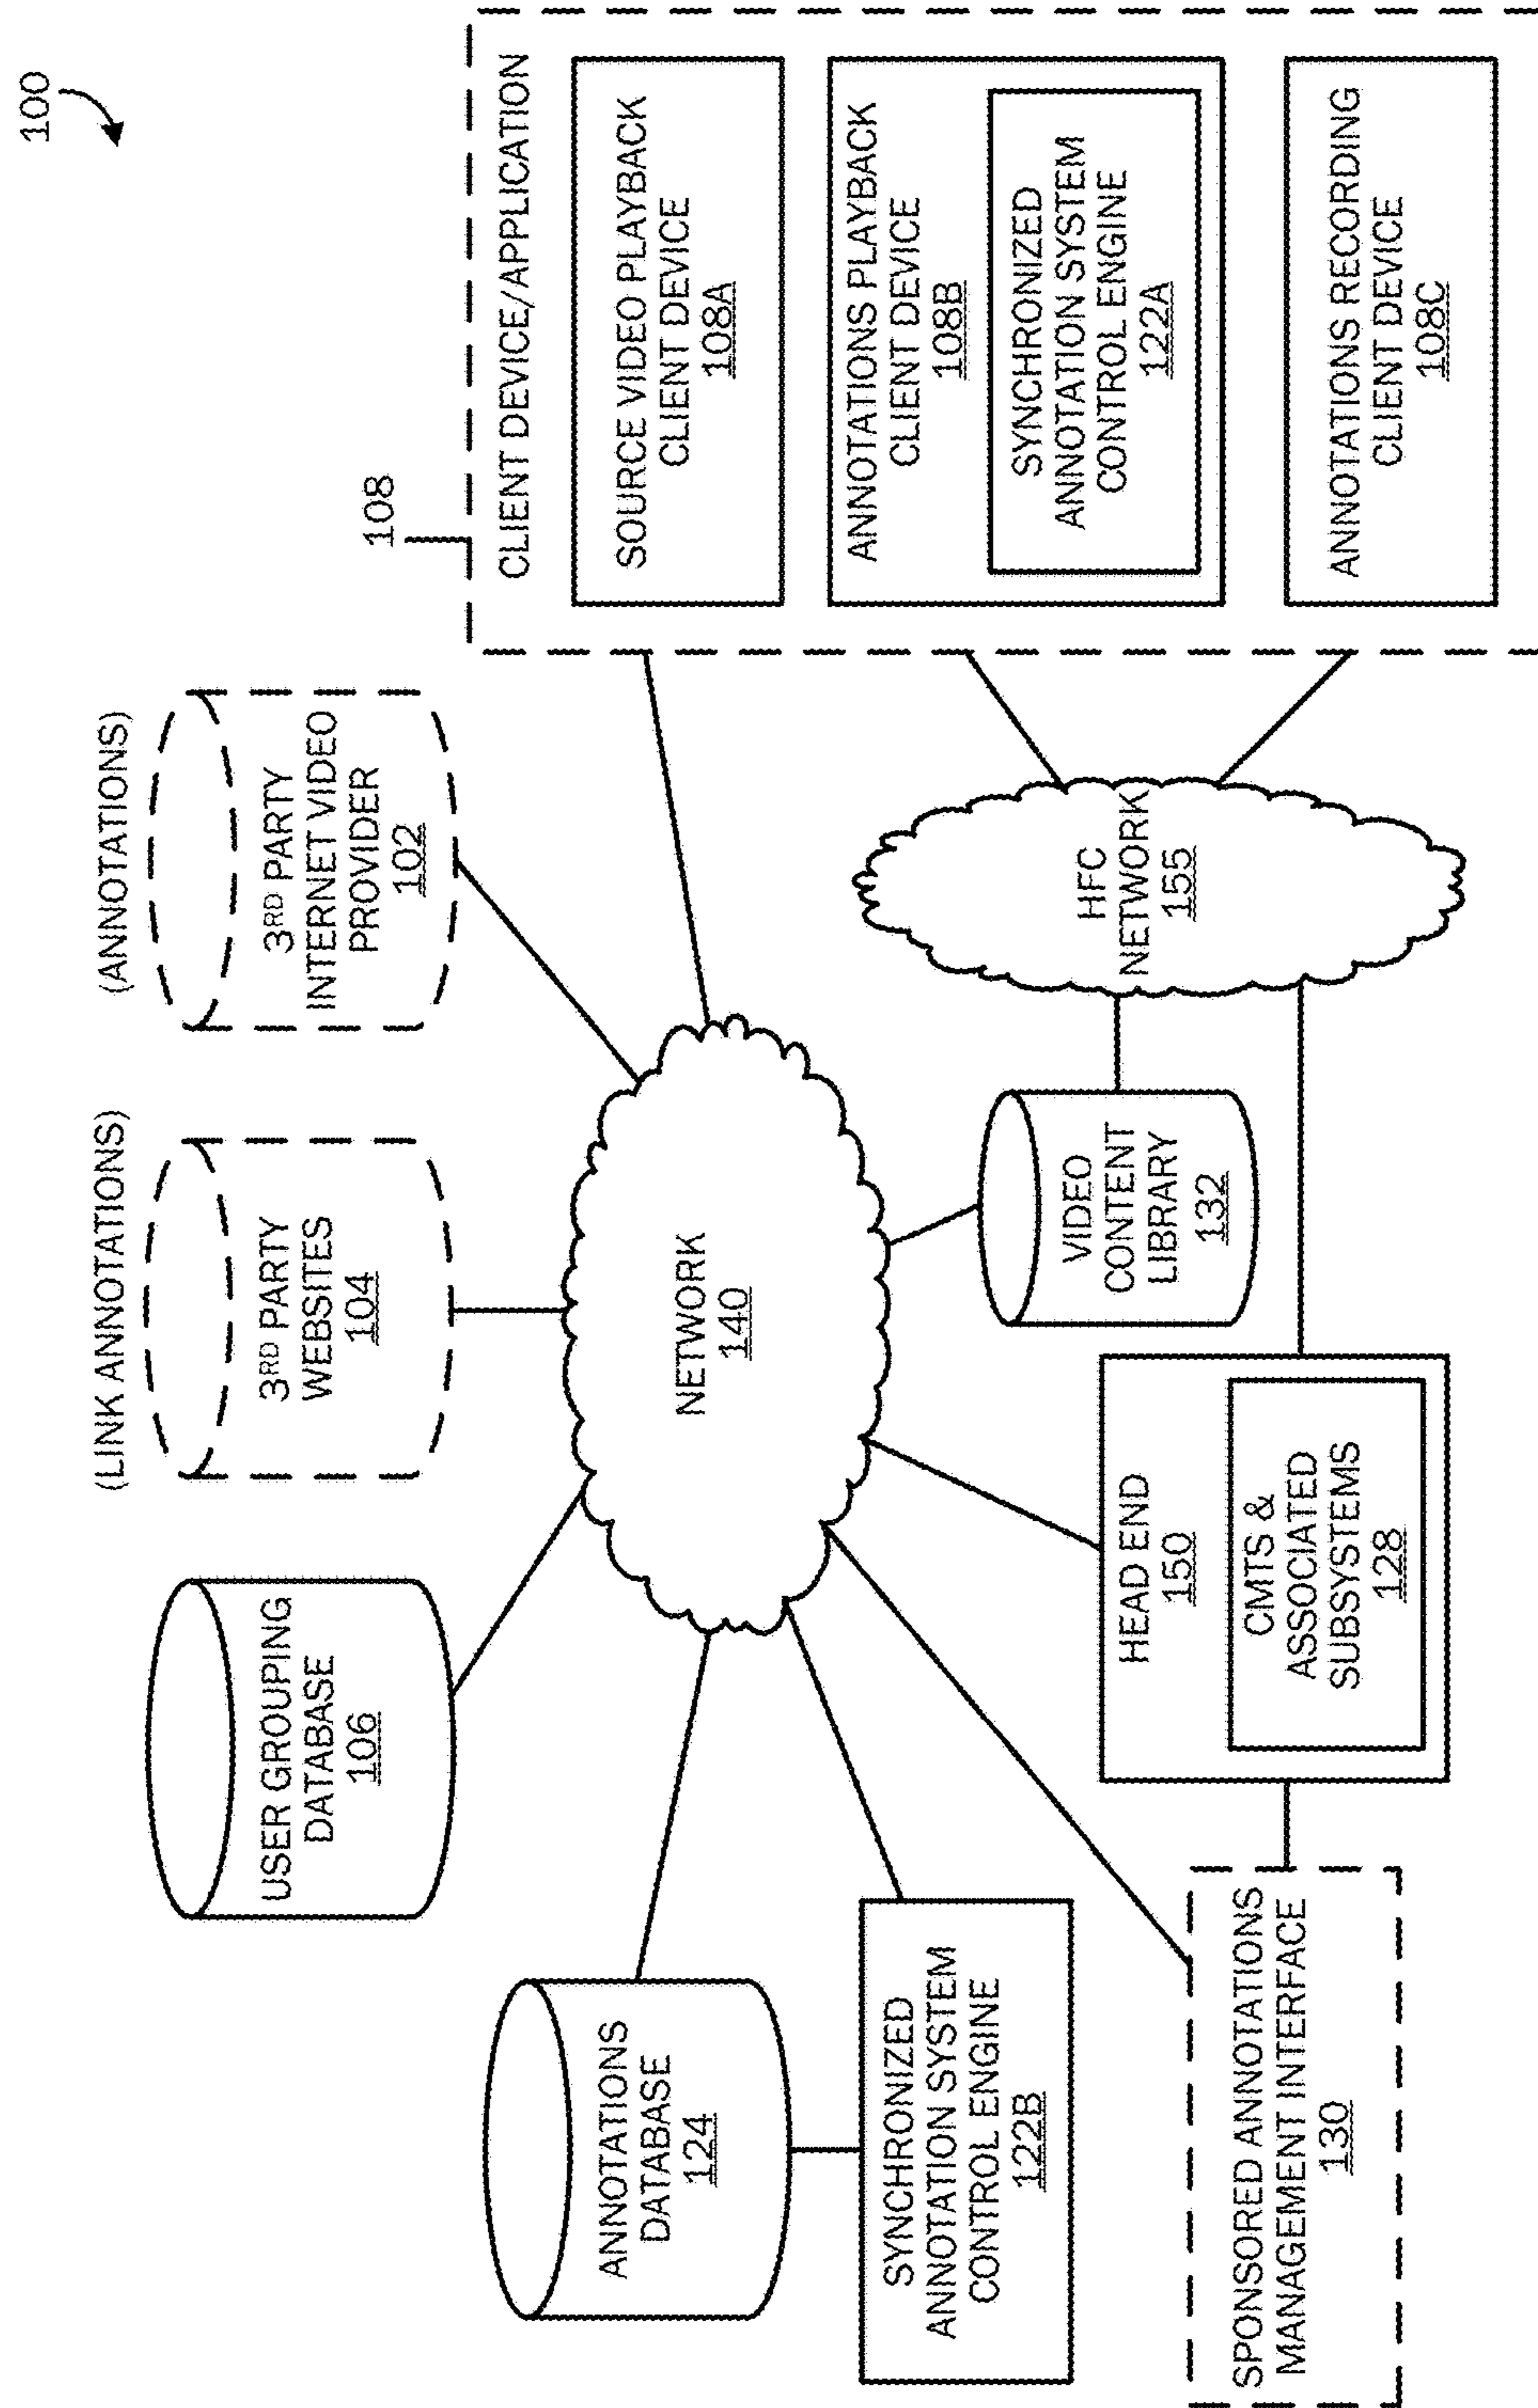 100
(LINK ANNOTATIONS)
(ANNOTATIONS)
USER GROUPING
DATABASE
106
3RD PARTY
WEBSITES
104
3RD PARTY
INTERNET VIDEO
PROVIDER
102
108
CLIENT DEVICE/APPLICATION
SOURCE VIDEO PLAYBACK
CLIENT DEVICE
108A
ANNOTATIONS PLAYBACK
CLIENT DEVICE
108B
SYNCHRONIZED
ANNOTATION SYSTEM
CONTROL ENGINE
122A
ANNOTATIONS RECORDING
CLIENT DEVICE
108C
ANNOTATIONS
DATABASE
124
NETWORK
140
SYNCHRONIZED
ANNOTATION SYSTEM
CONTROL ENGINE
122B
HEAD END
150
CMTS &
ASSOCIATED
SUBSYSTEMS
128
VIDEO
CONTENT
LIBRARY
132
HFC
NETWORK
155
SPONSORED ANNOTATIONS
MANAGEMENT INTERFACE
130